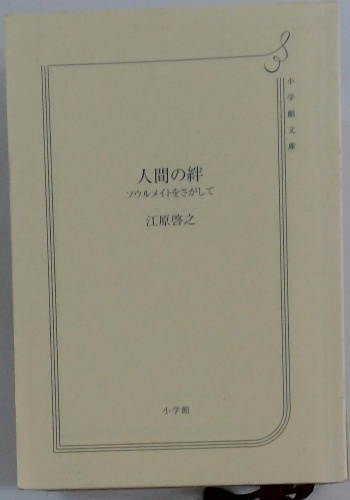 小学館文庫
人間の絆
ソウルメイトをさがして
江原啓之
小学館